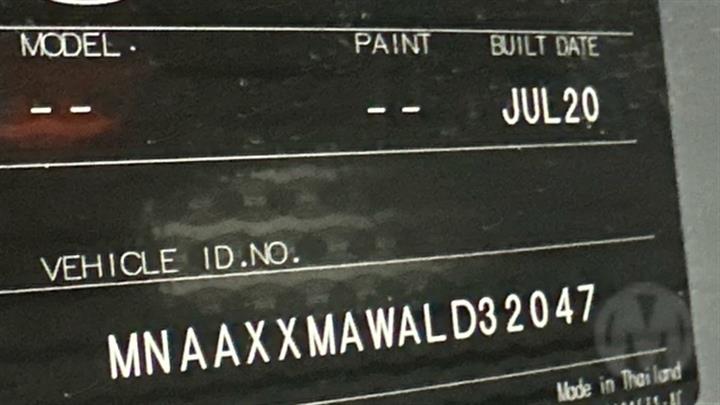 MODEL. PAINT BUILT DATE
-- -- JUL20
VEHICLE ID.NO.
MNAAXXMAWALD32047
Made in Thailand